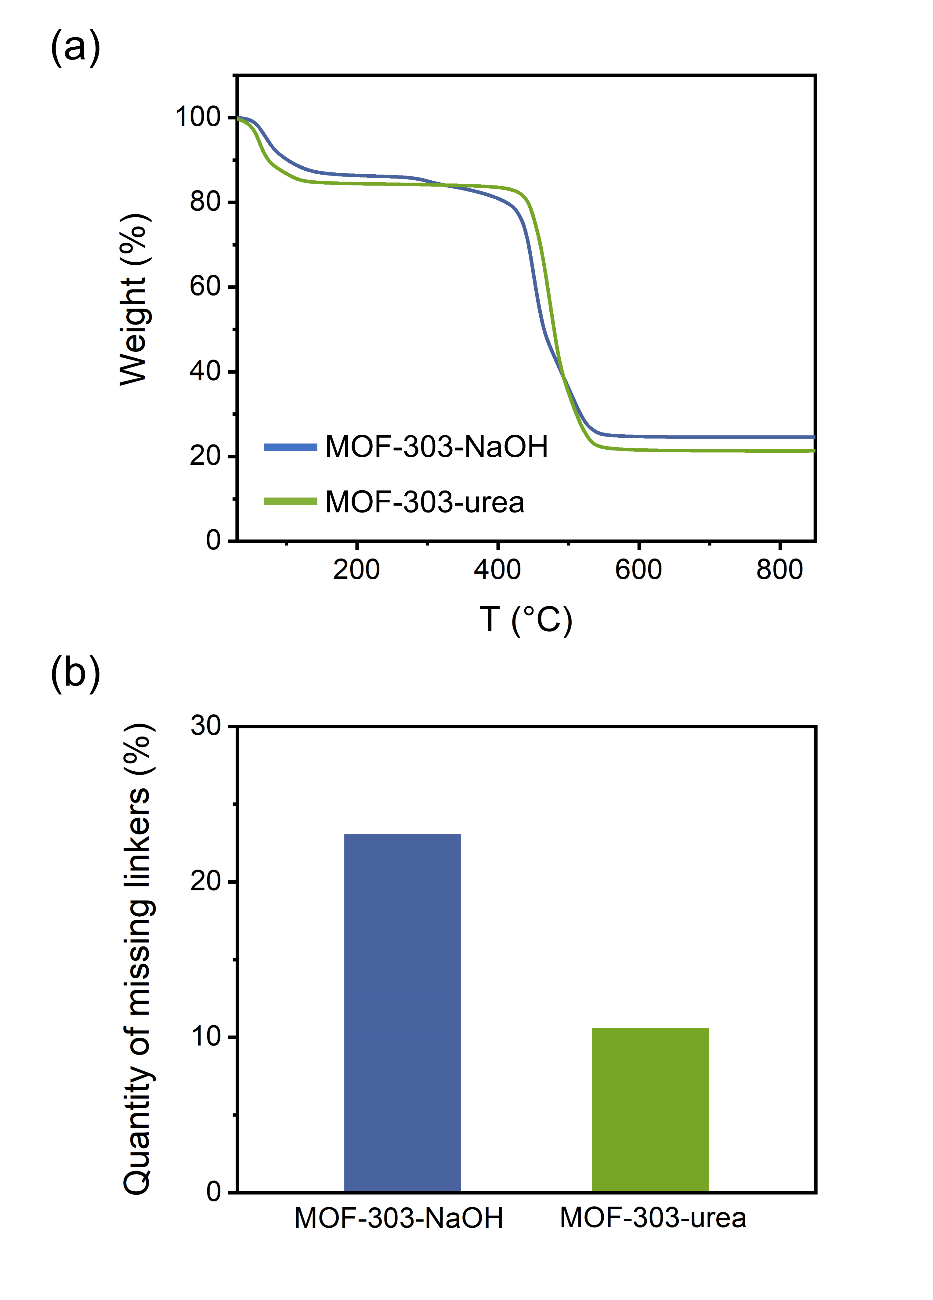 (a)
Weight (%)
100
80
60
40
20
0
MOF-303-NaOH
MOF-303-urea
200 400 600 800
T (°C)
(b)
Quantity of missing linkers (%)
30
20
10
0
MOF-303-NaOH MOF-303-urea